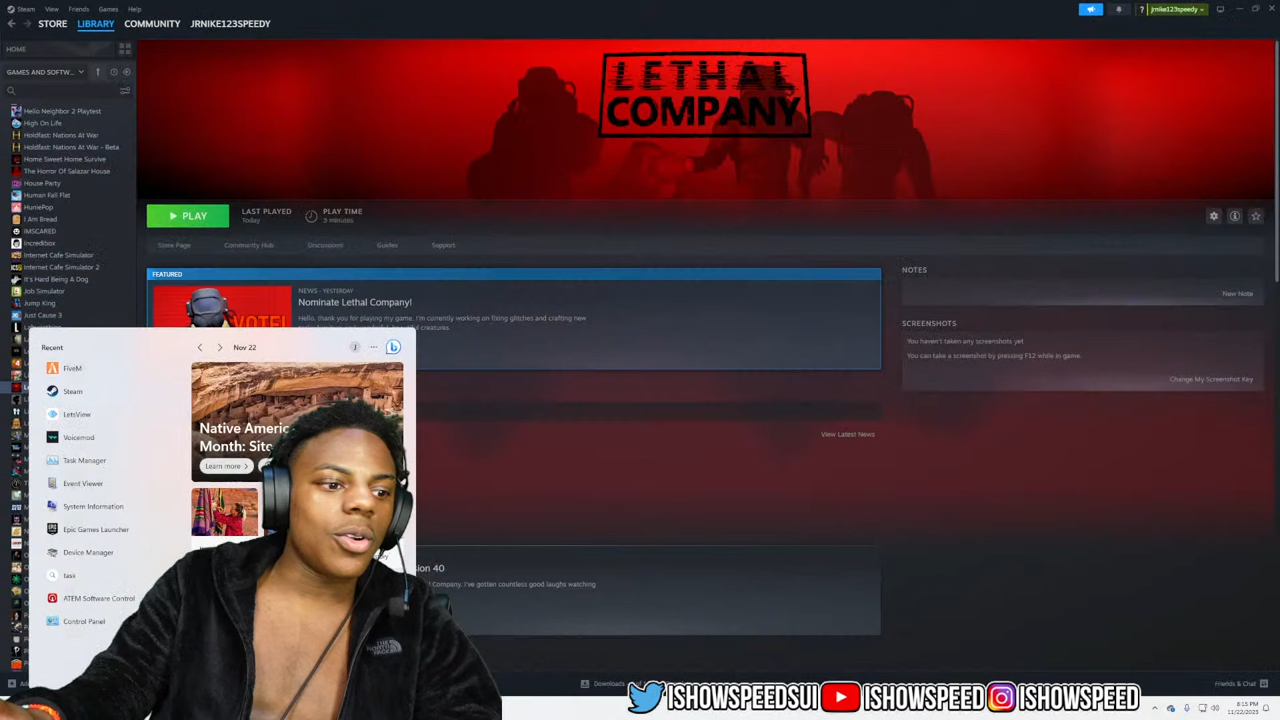 Steam View Friends Games Help
jrnike123speedy
STORE LIBRARY COMMUNITY JRNIKE123SPEEDY
HOME
GAMES AND SOFTW...
Hello Neighbor 2 Playtest
High On Life
Holdfast: Nations At War
Holdfast: Nations At War - Beta
Home Sweet Home Survive
The Horror Of Salazar House
House Party
Human Fall Flat
HuniePop
I Am Bread
IMSCARED
Incredibox
Internet Cafe Simulator
Internet Cafe Simulator 2
It's Hard Being A Dog
Job Simulator
Jump King
Just Cause 3
LETHAL
COMPANY
PLAY
LAST PLAYED
Today
PLAY TIME
3 minutes
Store Page Community Hub Discussions Guides Support
FEATURED
VOTE!
NEWS - YESTERDAY
Nominate Lethal Company!
Hello, thank you for playing my game. I'm currently working on fixing glitches and crafting new
creatures.
View Latest News
sion 40
al Company. I've gotten countless good laughs watching
NOTES
New Note
SCREENSHOTS
You haven't taken any screenshots yet
You can take a screenshot by pressing F12 while in game.
Change My Screenshot Key
Recent
FiveM
Steam
LetsView
Voicemod
Task Manager
Event Viewer
System Information
Epic Games Launcher
Device Manager
task
ATEM Software Control
Control Panel
Nov 22
J
Native Americ
Month: Site
Learn more
Downloads
Friends & Chat
ISHOWSPEEDSUI ISHOWSPEED ISHOWSPEED
8:15 PM
11/22/2023